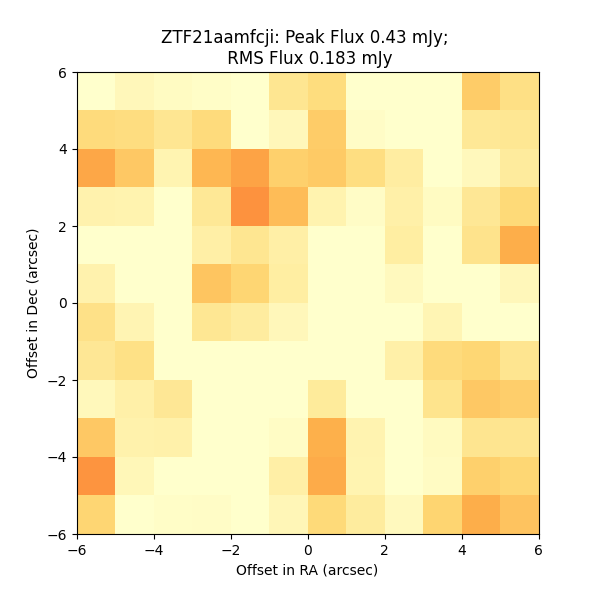 ZTF21aamfcji: Peak Flux 0.43 mJy;
RMS Flux 0.183 mJy
6
4
2
0
−2
−4
−6
Offset in Dec (arcsec)
−6 −4 −2 0 2 4 6
Offset in RA (arcsec)